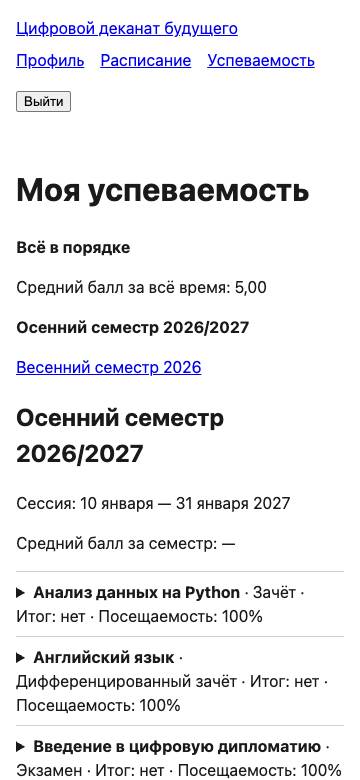 Цифровой деканат будущего
Профиль Расписание Успеваемость
Выйти
Моя успеваемость
Всё в порядке
Средний балл за всё время: 5,00
Осенний семестр 2026/2027
Весенний семестр 2026
Осенний семестр
2026/2027
Сессия: 10 января — 31 января 2027
Средний балл за семестр: —
Анализ данных на Python · Зачёт ·
Итог: нет · Посещаемость: 100%
Английский язык ·
Дифференцированный зачёт · Итог: нет ·
Посещаемость: 100%
Введение в цифровую дипломатию ·
Экзамен · Итог: нет · Посещаемость: 100%